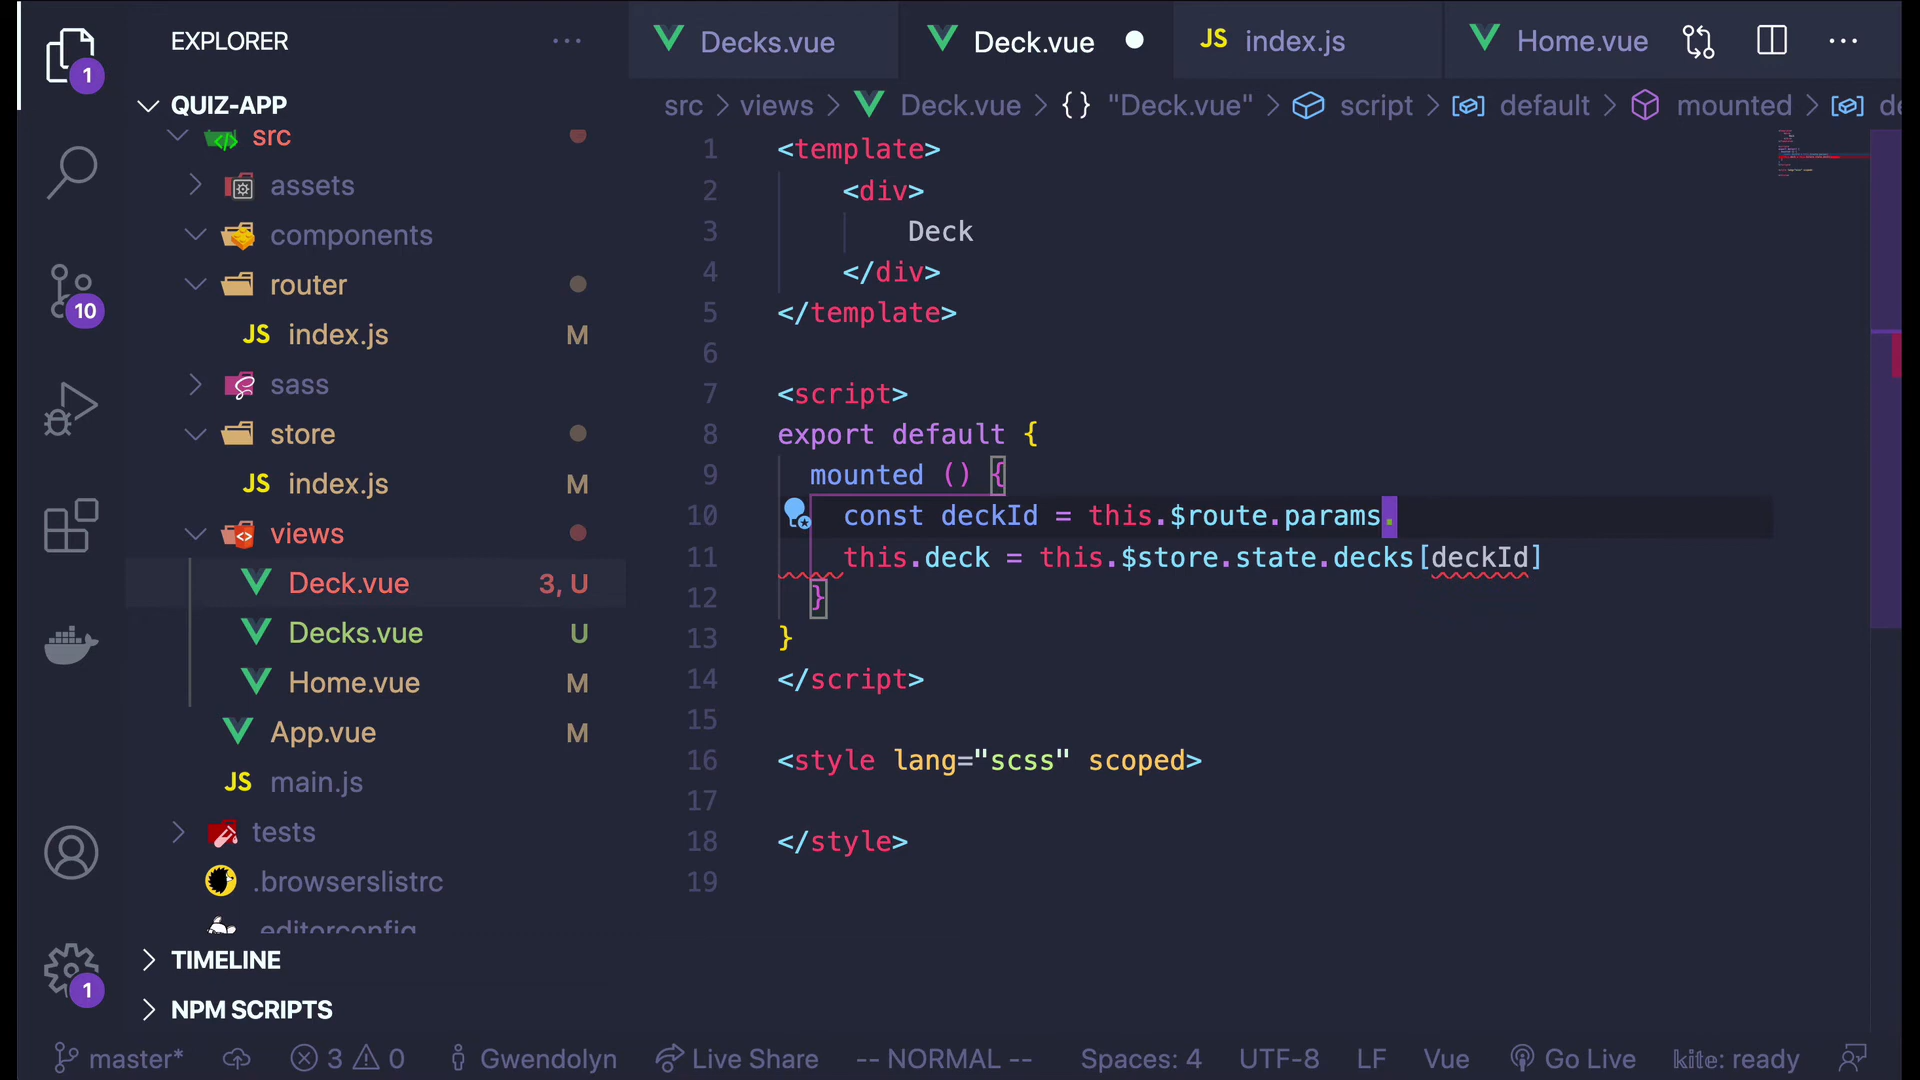 EXPLORER
QUIZ-APP
src
assets
components
router
JS index.js M
sass
store
JS index.js M
views
Deck.vue 3, U
Decks.vue U
Home.vue M
App.vue M
JS main.js
tests
.browserslistrc
.editorconfig
TIMELINE
NPM SCRIPTS
1
10
1
Decks.vue
Deck.vue
JS index.js
Home.vue
src > views > Deck.vue > {} "Deck.vue" > script > default > mounted > de
1 <template>
2 <div>
3 Deck
4 </div>
5 </template>
6
7 <script>
8 export default {
9 mounted () {
10 const deckId = this.$route.params.
11 this.deck = this.$store.state.decks[deckId]
12 }
13 }
14 </script>
15
16 <style lang="scss" scoped>
17
18 </style>
19
master* 3 0 Gwendolyn Live Share -- NORMAL -- Spaces: 4 UTF-8 LF Vue Go Live kite: ready